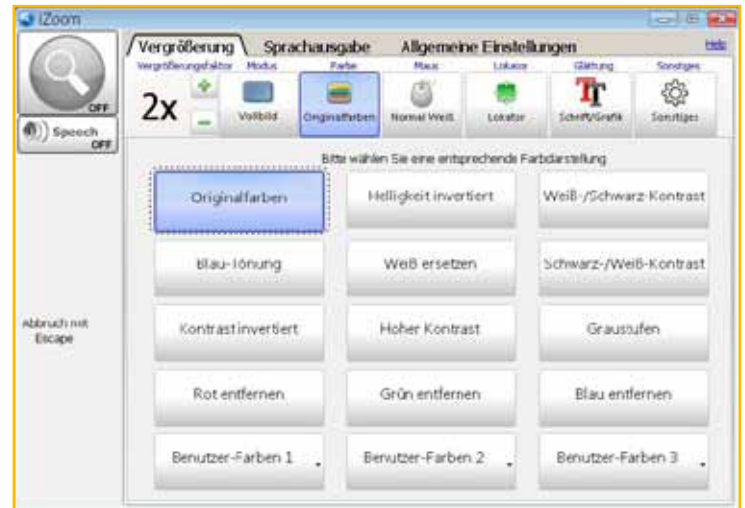 iZoom
Vergrößerung Sprachausgabe Allgemeine Einstellungen Help
Vergrößerungsfaktor Modus Farbe Maus Lokator Glättung Sonstiges
2x Vollbild Originalfarben Normal Weiß Lokator Schrift/Grafik Sonstiges
OFF
Speech
OFF
Bitte wählen Sie eine entsprechende Farbdarstellung
Originalfarben Helligkeit invertiert Weiß-/Schwarz-Kontrast
Blau-Tönung Weiß ersetzen Schwarz-/Weiß-Kontrast
Abbruch mit
Escape
Kontrast invertiert Hoher Kontrast Graustufen
Rot entfernen Grün entfernen Blau entfernen
Benutzer-Farben 1 Benutzer-Farben 2 Benutzer-Farben 3